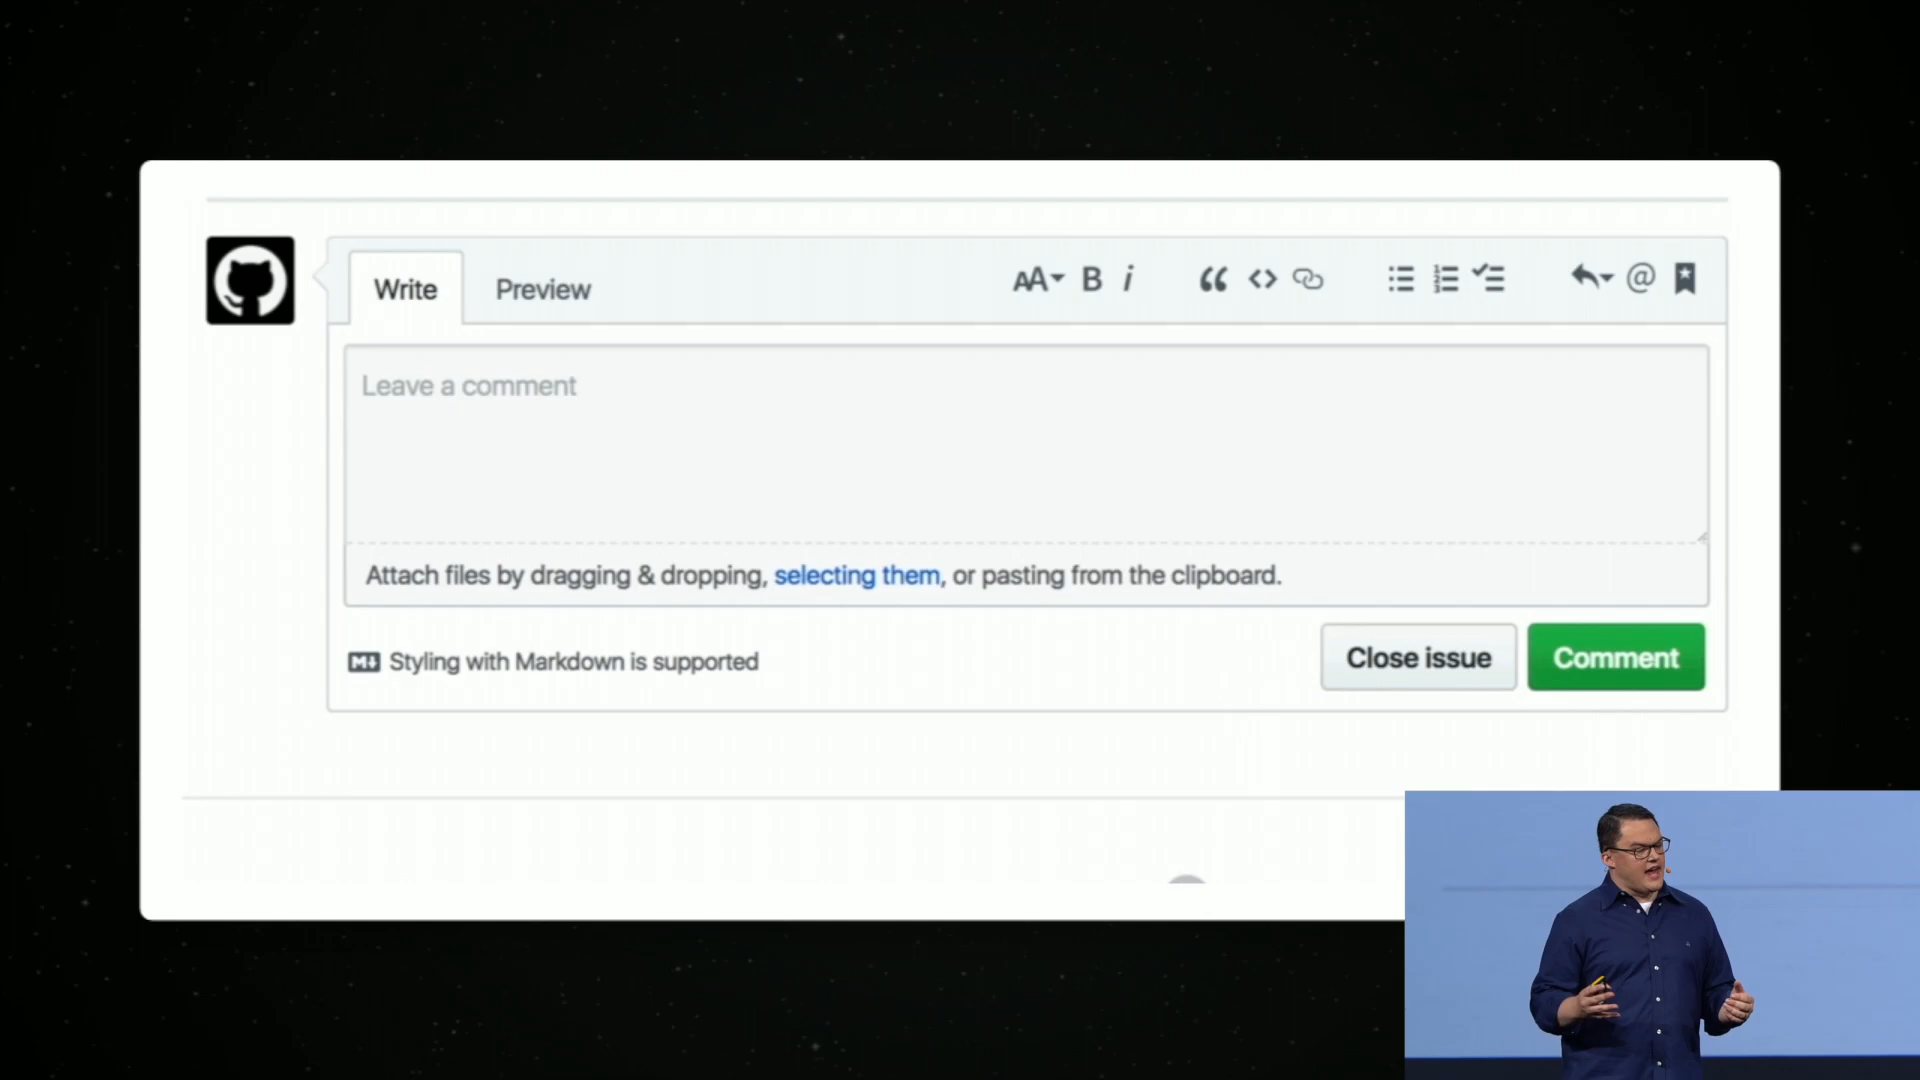 Write Preview AA B i
Leave a comment
Attach files by dragging & dropping, selecting them, or pasting from the clipboard.
M Styling with Markdown is supported
Close issue Comment